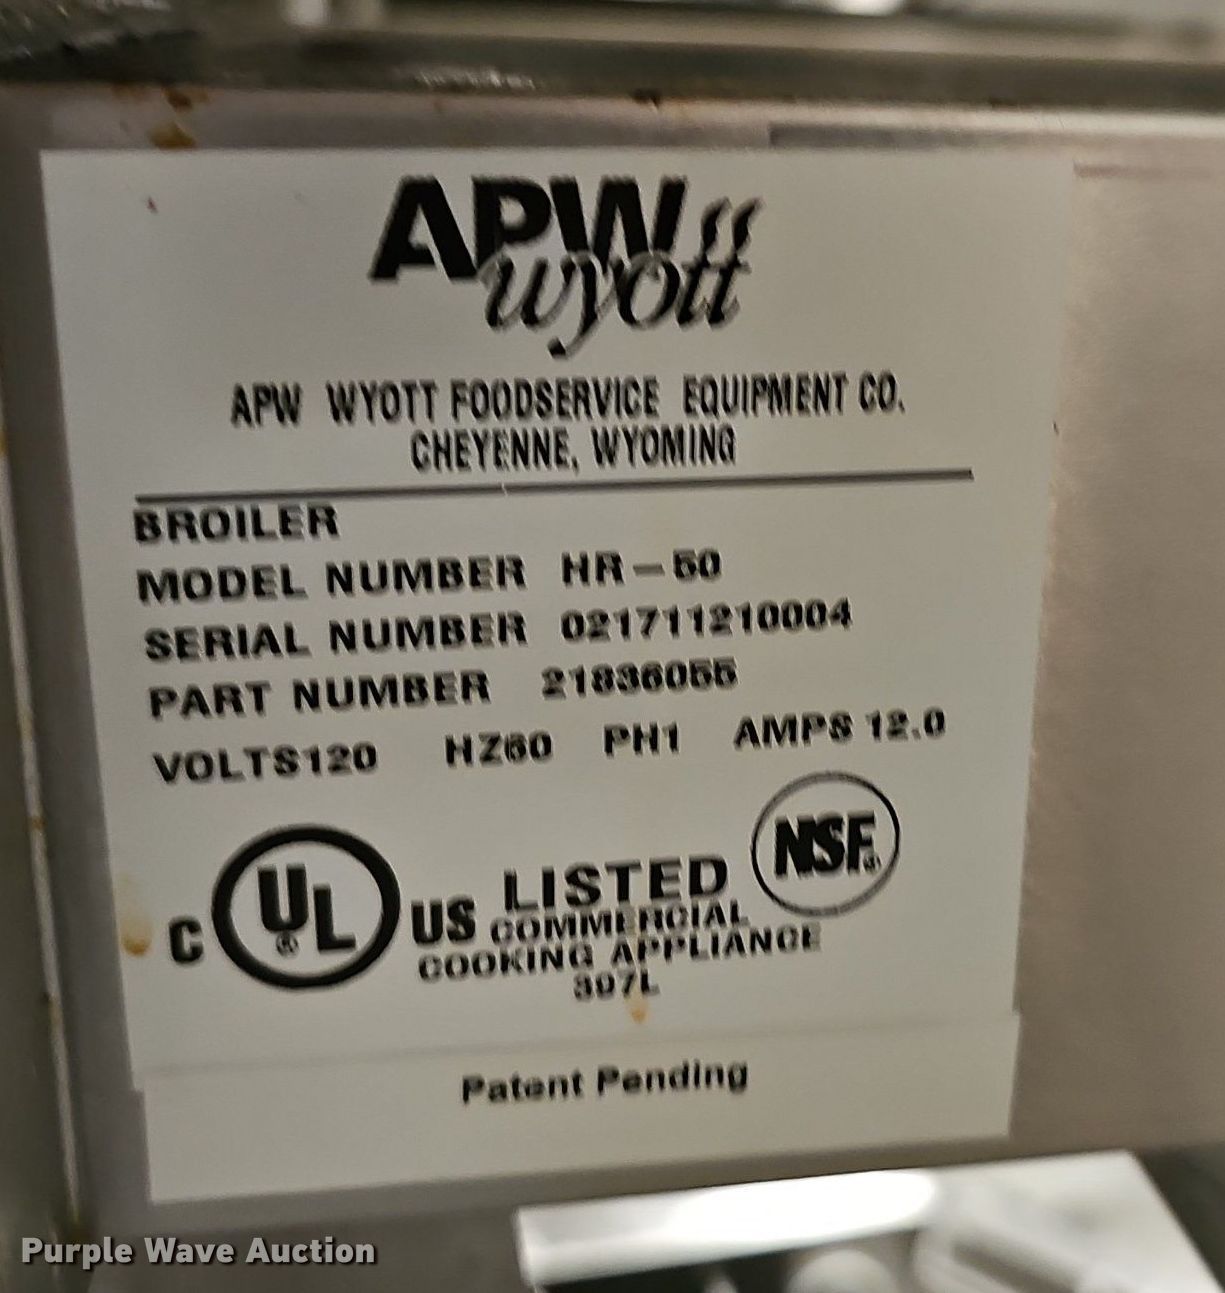 APW
wyott
APW WYOTT FOODSERVICE EQUIPMENT CO.
CHEYENNE, WYOMING
BROILER
MODEL NUMBER HR-50
SERIAL NUMBER 021711210004
PART NUMBER 21836055
VOLTS120 HZ60 PH1 AMPS 12.0
C UL® US LISTED NSF®
COMMERCIAL
COOKING APPLIANCE
397L
Patent Pending
Purple Wave Auction